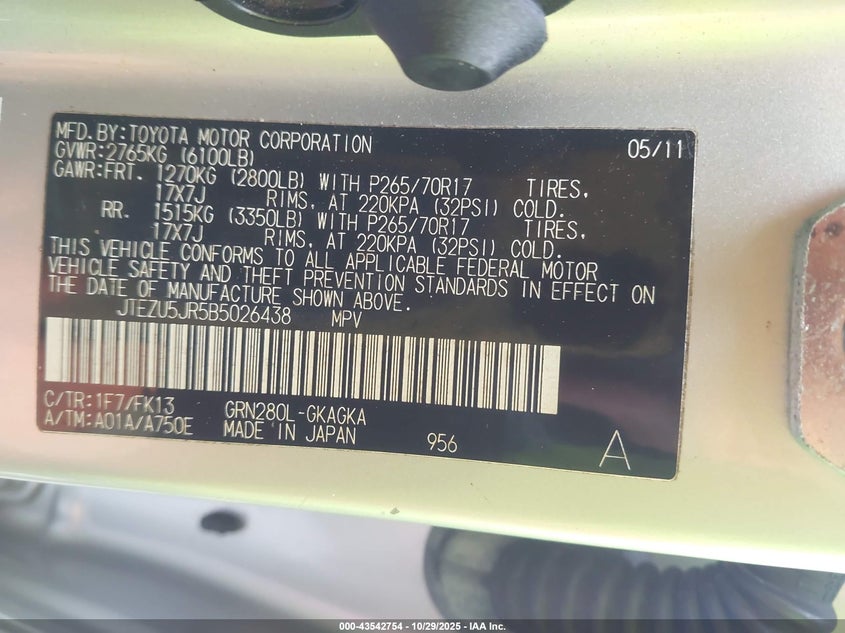 MFD.BY:TOYOTA MOTOR CORPORATION 05/11
GVWR:2765KG (6100LB)
GAWR:FRT. 1270KG (2800LB) WITH P265/70R17 TIRES,
17X7J RIMS, AT 220KPA (32PSI) COLD.
RR. 1515KG (3350LB) WITH P265/70R17 TIRES,
17X7J RIMS, AT 220KPA (32PSI) COLD.
THIS VEHICLE CONFORMS TO ALL APPLICABLE FEDERAL MOTOR
VEHICLE SAFETY AND THEFT PREVENTION STANDARDS IN EFFECT ON
THE DATE OF MANUFACTURE SHOWN ABOVE.
JTEZU5JR5B5026438 MPV
C/TR:1F7/FK13 GRN280L-GKAGKA
A/TM:A01A/A750E MADE IN JAPAN 956 A
000-43542754 - 10/29/2025 - IAA Inc.